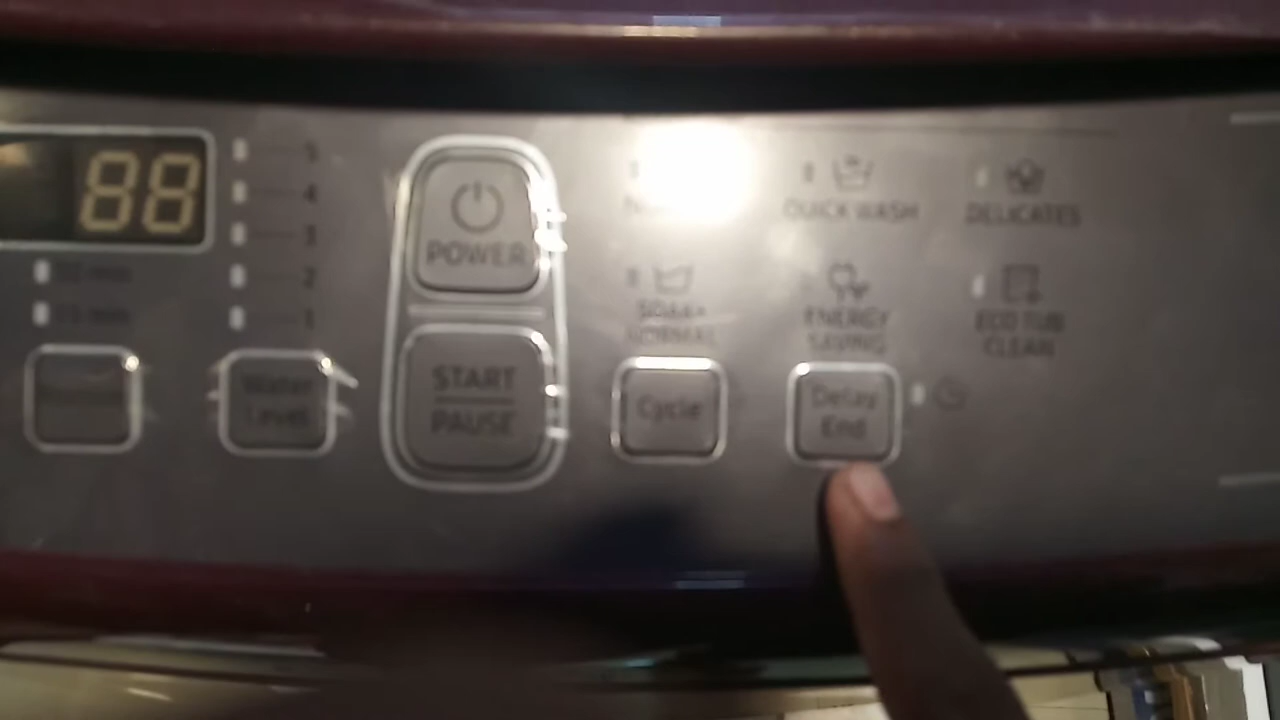 88
5
4
3
2
1
POWER
START
PAUSE
QUICK WASH
DELICATES
SOAK+
NORMAL
ENERGY
SAVING
ECO TUB
CLEAN
Water
Level
Cycle
Delay
End